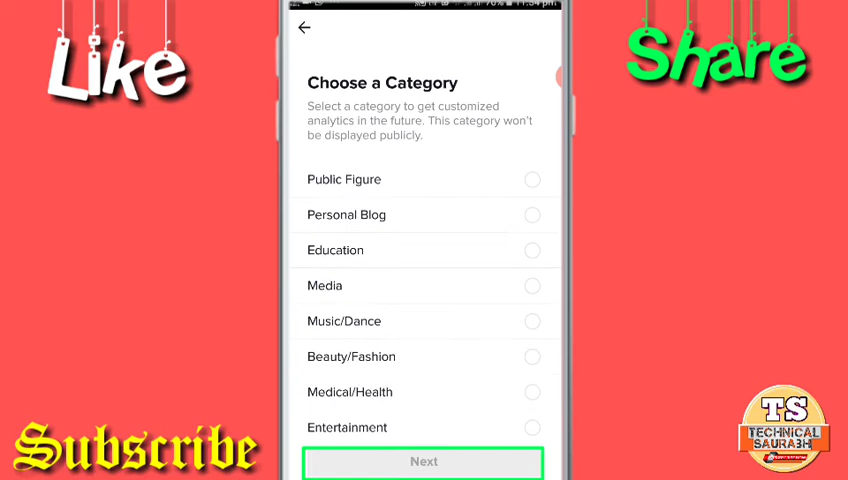 Like
Share
←
Choose a Category
Select a category to get customized
analytics in the future. This category won't
be displayed publicly.
Public Figure
Personal Blog
Education
Media
Music/Dance
Beauty/Fashion
Medical/Health
Entertainment
Next
Subscribe
TS
TECHNICAL
SAURABH